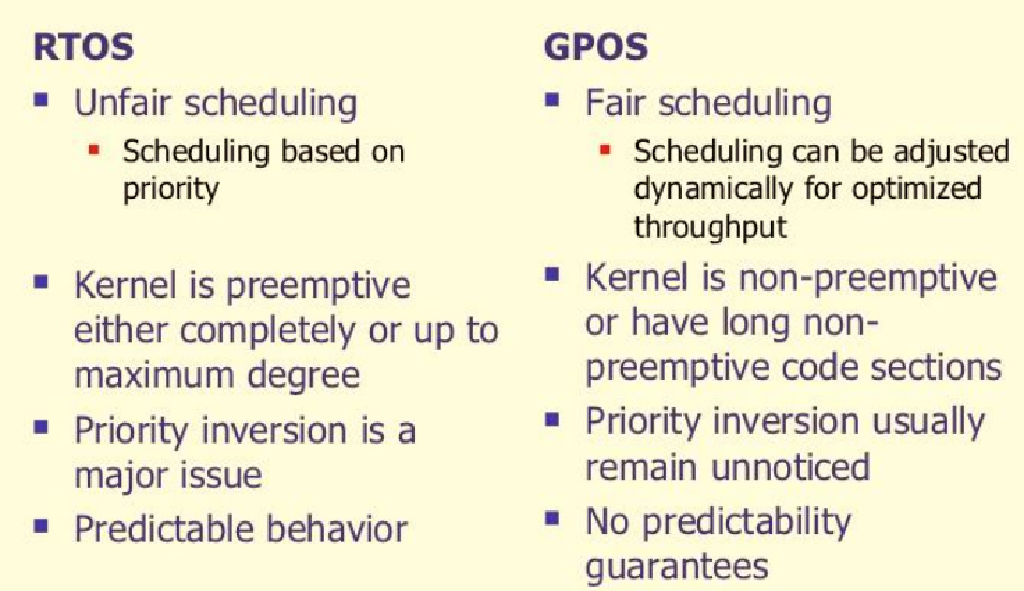 RTOS
Unfair scheduling
Scheduling based on
priority
Kernel is preemptive
either completely or up to
maximum degree
Priority inversion is a
major issue
Predictable behavior
GPOS
Fair scheduling
Scheduling can be adjusted
dynamically for optimized
throughput
Kernel is non-preemptive
or have long non-
preemptive code sections
Priority inversion usually
remain unnoticed
No predictability
guarantees